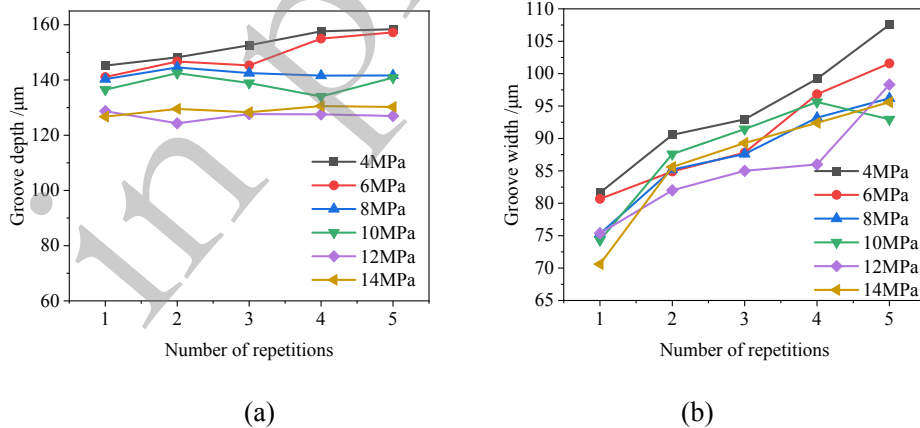 160
140
120
100
80
60
Groove depth /μm
4MPa
6MPa
8MPa
10MPa
12MPa
14MPa
1 2 3 4 5
Number of repetitions
(a)
110
105
100
95
90
85
80
75
70
65
Groove width /μm
4MPa
6MPa
8MPa
10MPa
12MPa
14MPa
1 2 3 4 5
Number of repetitions
(b)
in p